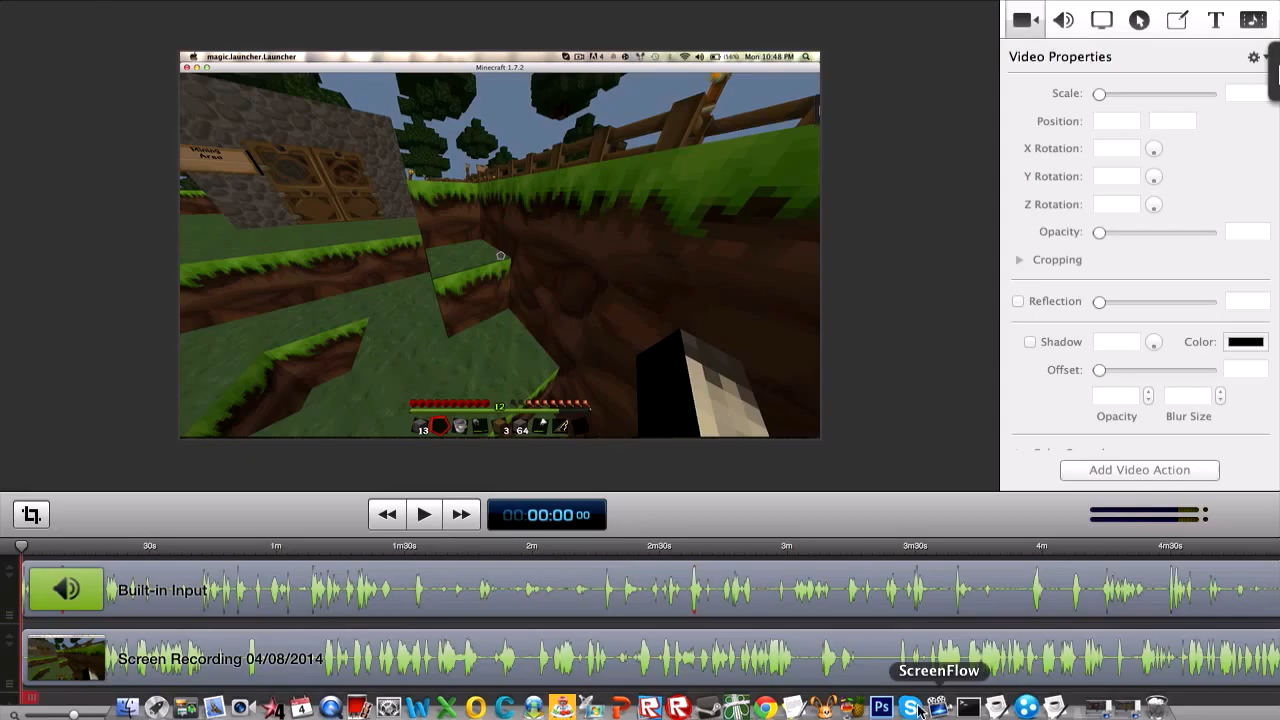 magic.launcher.Launcher
4
(56%)
Mon 10:48 PM
Minecraft 1.7.2
Mining
Area
12
13
3
64
Video Properties
Scale:
Position:
X Rotation:
Y Rotation:
Z Rotation:
Opacity:
Cropping
Reflection
Shadow
Color:
Offset:
Opacity
Blur Size
Add Video Action
00:00:00 00
30s
1m
1m30s
2m
2m30s
3m
3m30s
4m
4m30s
Built-in Input
Screen Recording 04/08/2014
ScreenFlow